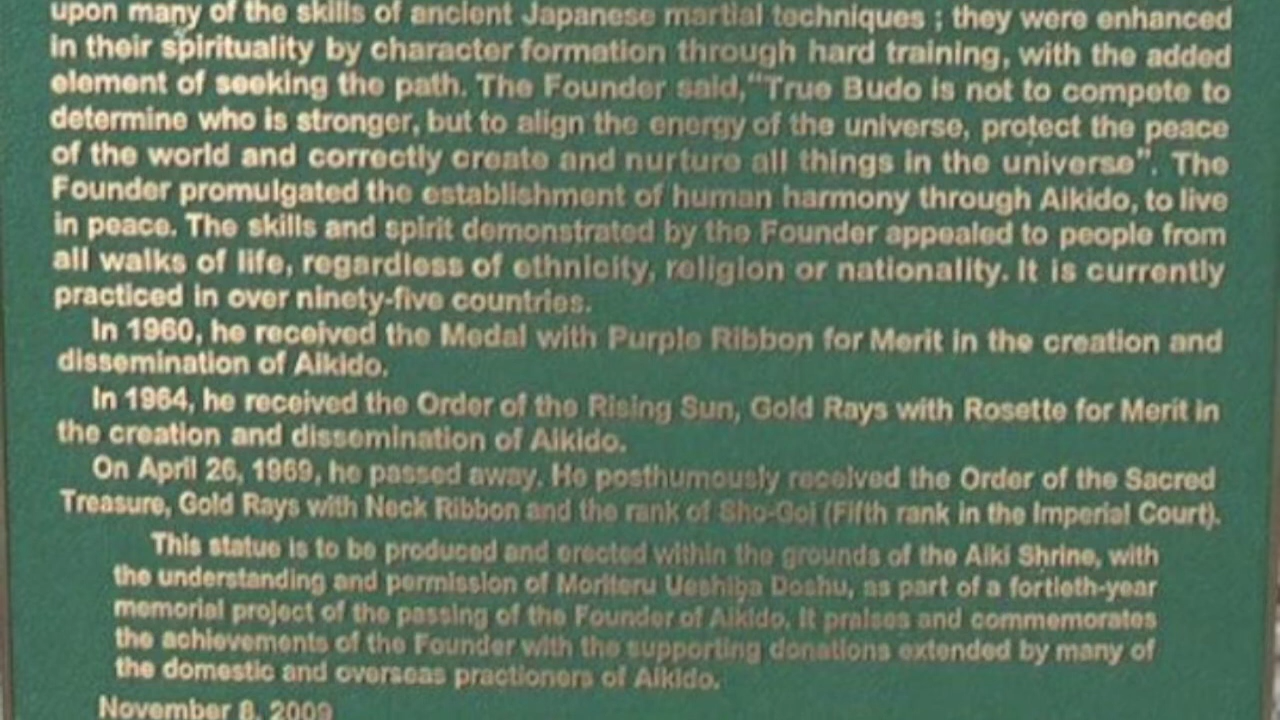 upon many of the skills of ancient Japanese martial techniques ; they were enhanced
in their spirituality by character formation through hard training, with the added
element of seeking the path. The Founder said,"True Budo is not to compete to
determine who is stronger, but to align the energy of the universe, protect the peace
of the world and correctly create and nurture all things in the universe". The
Founder promulgated the establishment of human harmony through Aikido, to live
in peace. The skills and spirit demonstrated by the Founder appealed to people from
all walks of life, regardless of ethnicity, religion or nationality. It is currently
practiced in over ninety-five countries.
In 1960, he received the Medal with Purple Ribbon for Merit in the creation and
dissemination of Aikido.
In 1964, he received the Order of the Rising Sun, Gold Rays with Rosette for Merit in
the creation and dissemination of Aikido.
On April 26, 1969, he passed away. He posthumously received the Order of the Sacred
Treasure, Gold Rays with Neck Ribbon and the rank of Sho-Goi (Fifth rank in the Imperial Court).
This statue is to be produced and erected within the grounds of the Aiki Shrine, with
the understanding and permission of Moriteru Ueshiba Doshu, as part of a fortieth-year
memorial project of the passing of the Founder of Aikido. It praises and commemorates
the achievements of the Founder with the supporting donations extended by many of
the domestic and overseas practioners of Aikido.
November 8, 2009